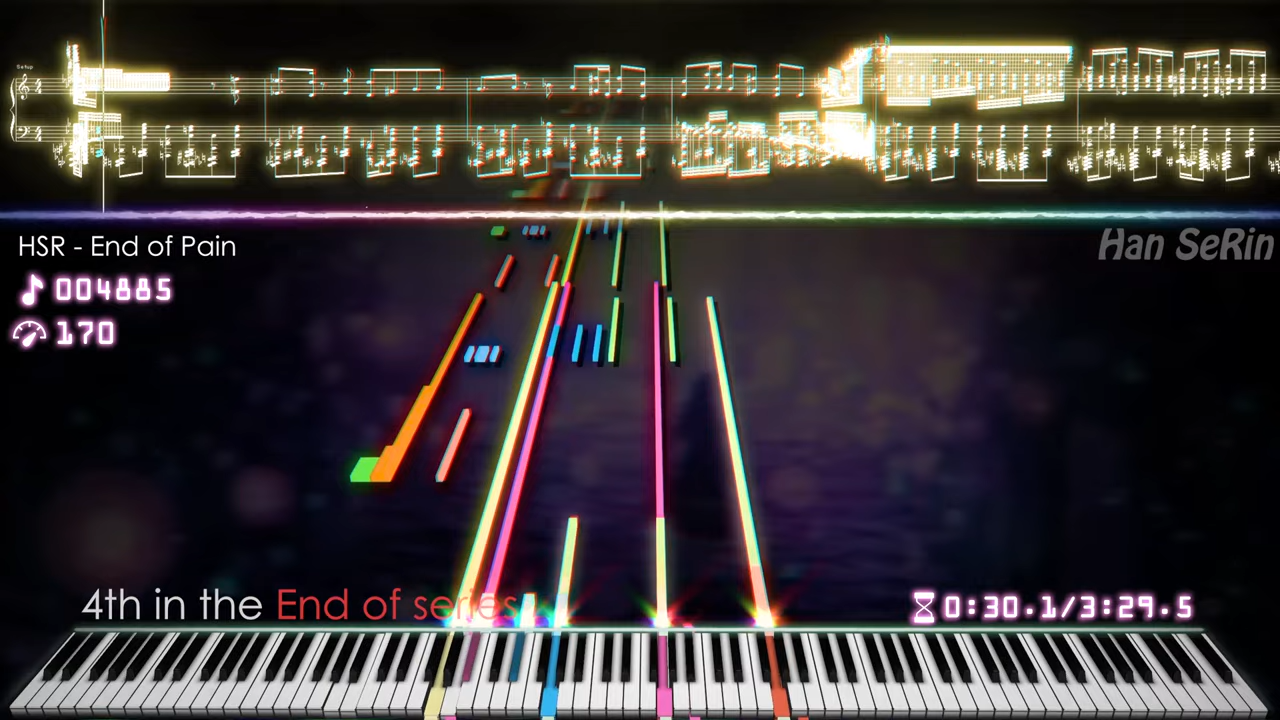 Setup
HSR - End of Pain
Han SeRin
004885
170
4th in the End of series
0:30.1/3:29.5